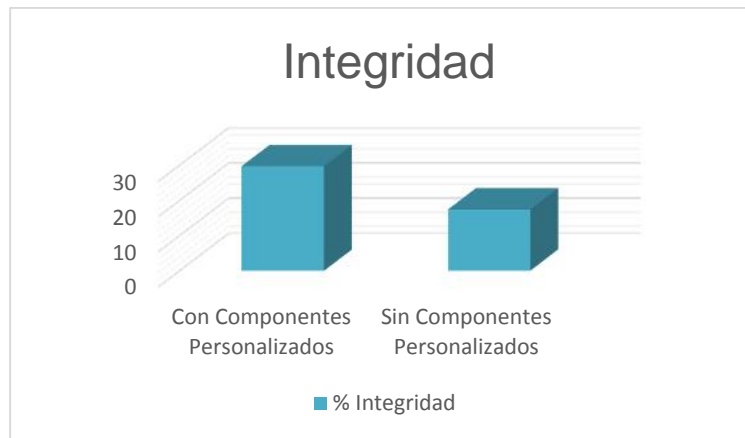 Integridad
30
20
10
0
Con Componentes
Personalizados
Sin Componentes
Personalizados
% Integridad